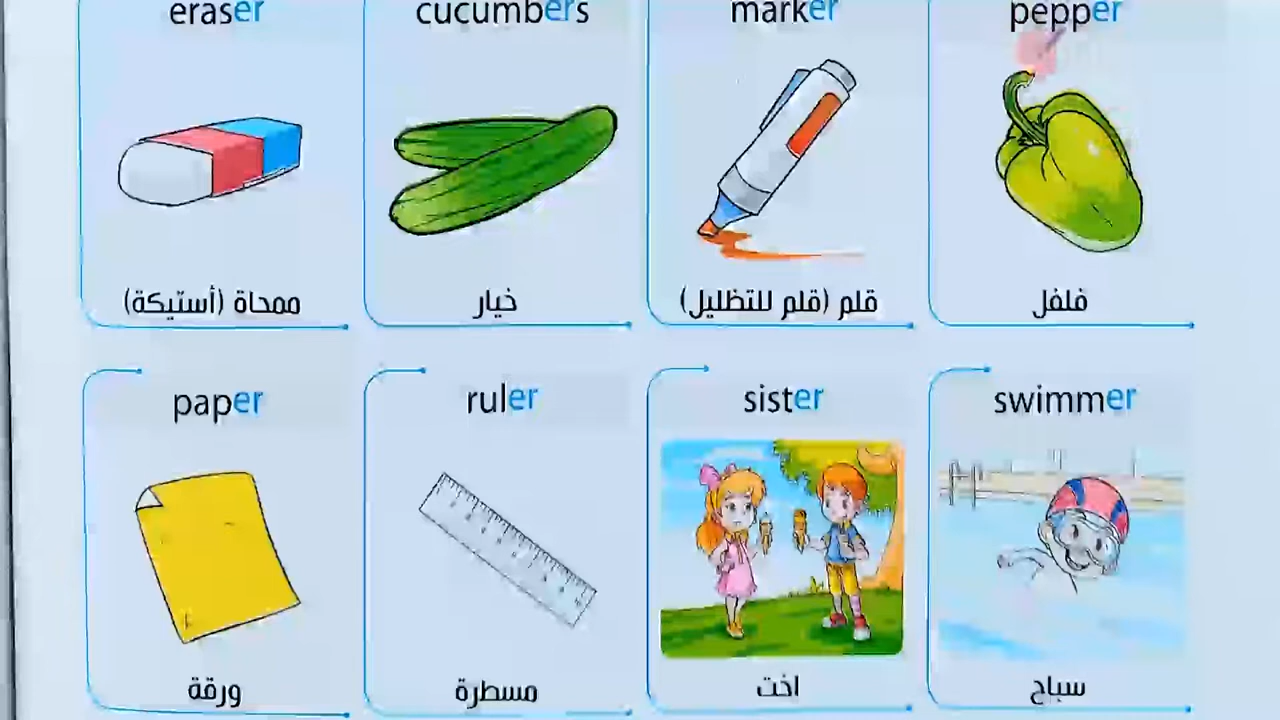 eraser
cucumbers
marker
pepper
ممحاة (أستيكة)
خيار
قلم (قلم للتظليل)
فلفل
paper
ruler
sister
swimmer
ورقة
مسطرة
اخت
سباح